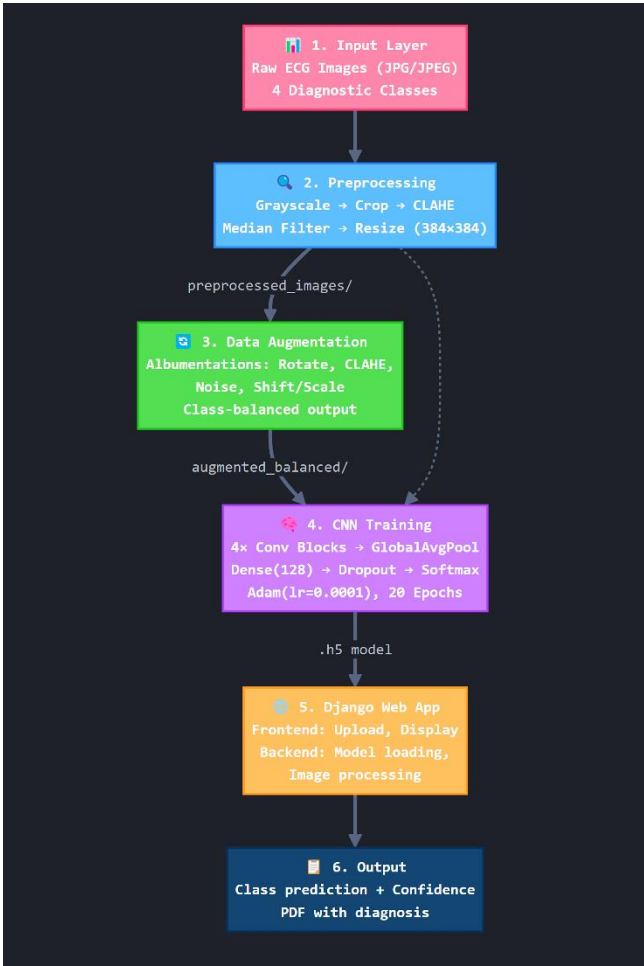 📊 1. Input Layer
Raw ECG Images (JPG/JPEG)
4 Diagnostic Classes
🔍 2. Preprocessing
Grayscale → Crop → CLAHE
Median Filter → Resize (384×384)
preprocessed_images/
🔄 3. Data Augmentation
Albumentations: Rotate, CLAHE,
Noise, Shift/Scale
Class-balanced output
augmented_balanced/
🧠 4. CNN Training
4× Conv Blocks → GlobalAvgPool
Dense(128) → Dropout → Softmax
Adam(lr=0.0001), 20 Epochs
.h5 model
🌐 5. Django Web App
Frontend: Upload, Display
Backend: Model loading,
Image processing
📋 6. Output
Class prediction + Confidence
PDF with diagnosis